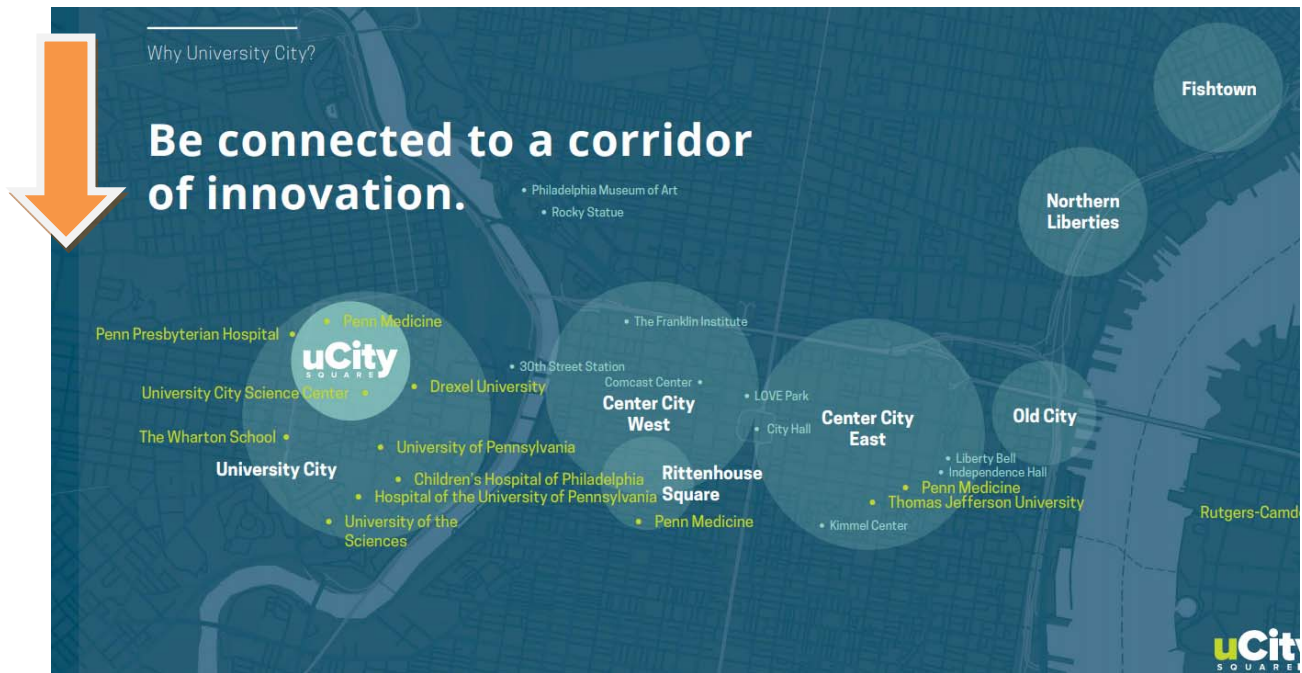 Why University City?
Be connected to a corridor
of innovation.
Fishtown
Philadelphia Museum of Art
Rocky Statue
Northern
Liberties
Penn Medicine
The Franklin Institute
Penn Presbyterian Hospital
uCity
SQUARE
30th Street Station
Comcast Center
University City Science Center
Drexel University
Center City
West
LOVE Park
City Hall
Center City
East
Old City
The Wharton School
University of Pennsylvania
University City
Children's Hospital of Philadelphia
Hospital of the University of Pennsylvania
Rittenhouse
Square
Liberty Bell
Independence Hall
Penn Medicine
Thomas Jefferson University
University of the
Sciences
Penn Medicine
Kimmel Center
Rutgers-Camd
uCity
SQUARE